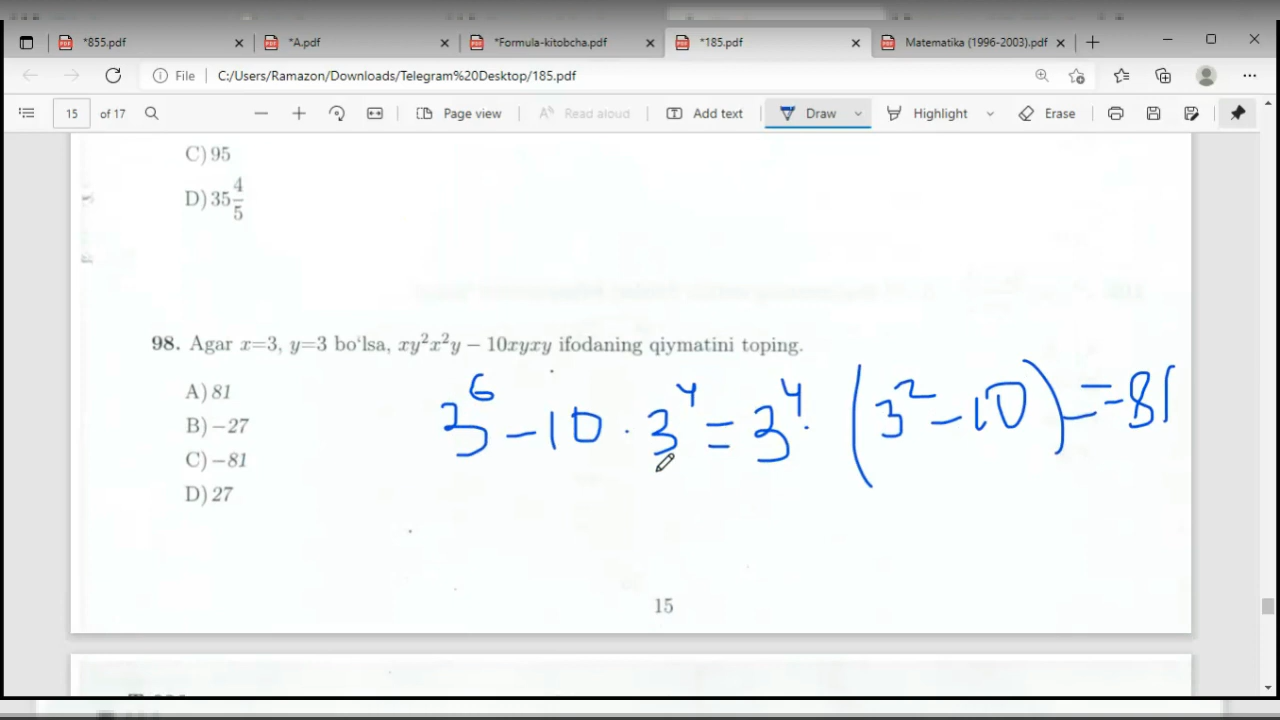 *855.pdf
*A.pdf
*Formula-kitobcha.pdf
*185.pdf
Matematika (1996-2003).pdf
File C:/Users/Ramazon/Downloads/Telegram%20Desktop/185.pdf
15 of 17 Page view Read aloud Add text Draw Highlight Erase
C) 95
D) 35 4/5
98. Agar x=3, y=3 bo'lsa, xy²x²y − 10xyxy ifodaning qiymatini toping.
A) 81
B) −27
C) −81
D) 27
3⁶ − 10 · 3⁴ = 3⁴ · (3² − 10) = −81
15